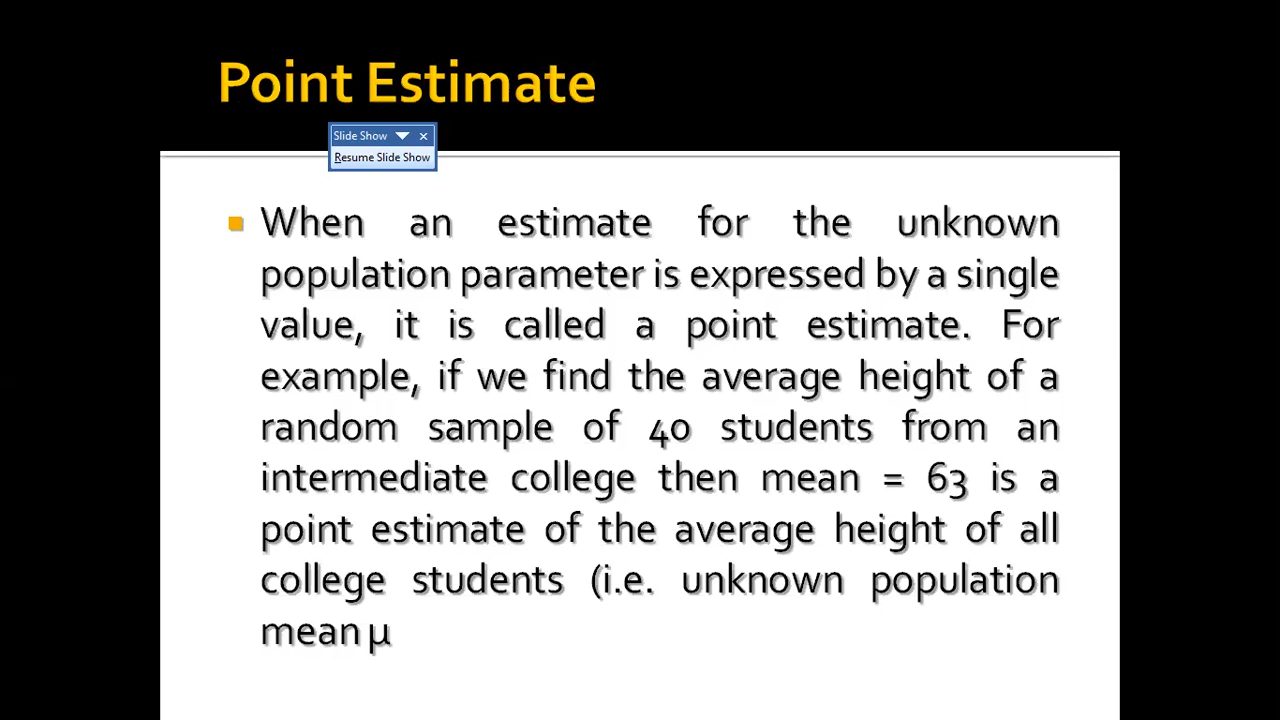 Point Estimate
Slide Show
Resume Slide Show
When an estimate for the unknown
population parameter is expressed by a single
value, it is called a point estimate. For
example, if we find the average height of a
random sample of 40 students from an
intermediate college then mean = 63 is a
point estimate of the average height of all
college students (i.e. unknown population
mean µ